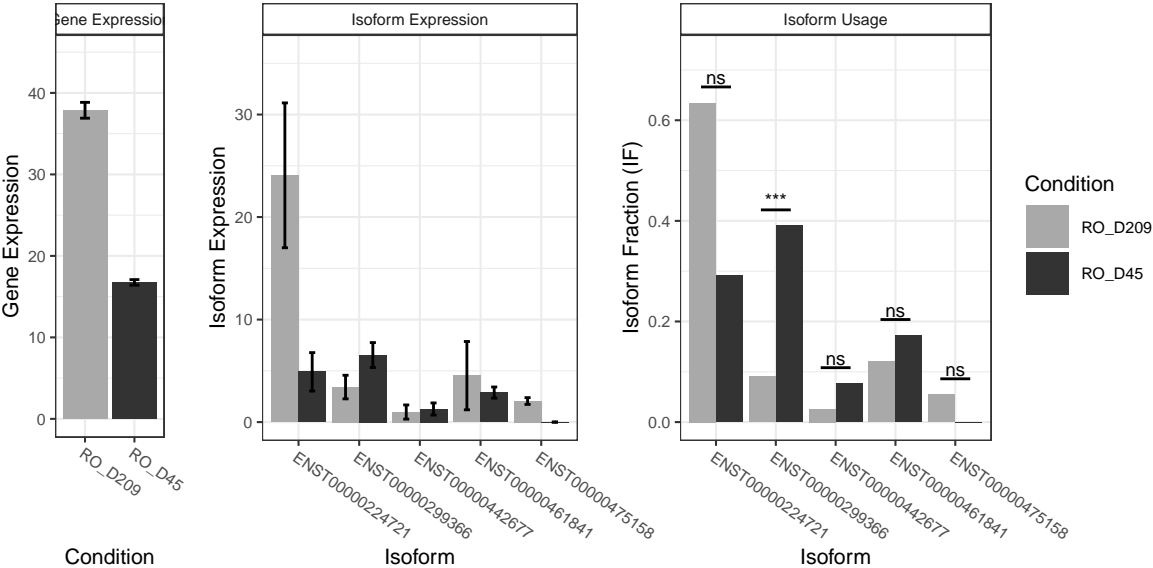 Gene Expression
Isoform Expression
Isoform Usage
Gene Expression
40
30
20
10
0
RO_D209
RO_D45
Condition
Isoform Expression
30
20
10
0
ENST00000224721
ENST00000299366
ENST00000442677
ENST00000461841
ENST00000475158
Isoform
Isoform Fraction (IF)
0.6
0.4
0.2
0.0
ns
***
ns
ns
ns
ENST00000224721
ENST00000299366
ENST00000442677
ENST00000461841
ENST00000475158
Isoform
Condition
RO_D209
RO_D45